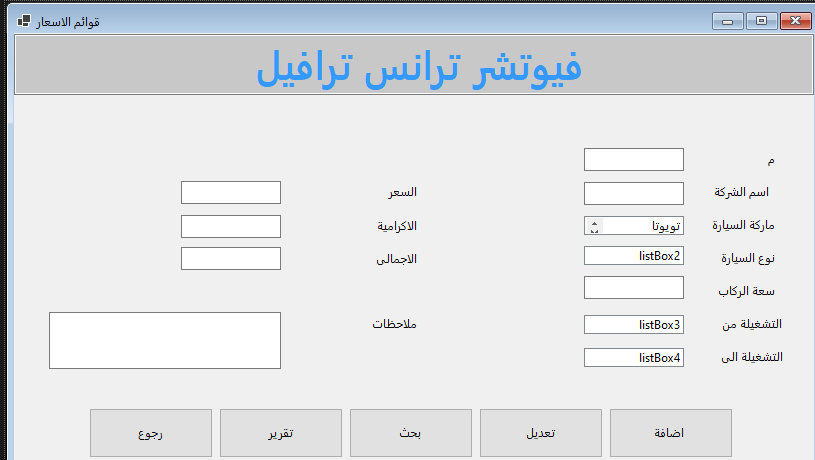 قوائم الاسعار
فيوتشر ترانس ترافيل
م
اسم الشركة
السعر
ماركة السيارة
تويوتا
الاكرامية
نوع السيارة
listBox2
الاجمالى
سعة الركاب
التشغيلة من
listBox3
ملاحظات
التشغيلة الى
listBox4
اضافة
تعديل
بحث
تقرير
رجوع